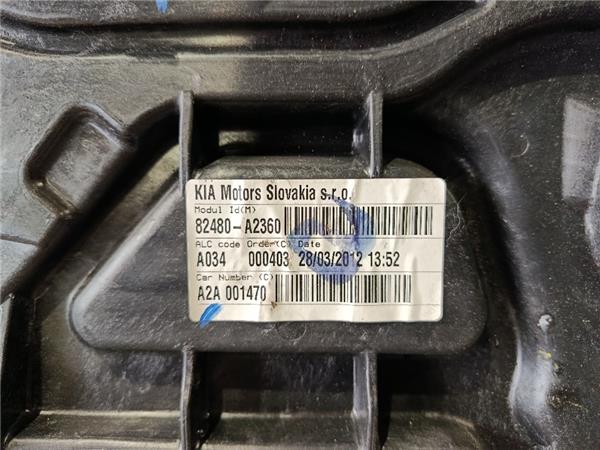 KIA Motors Slovakia s.r.o.
Modul Id(M)
82480-A2360
ALC code Order(C) Date
A034 000403 28/03/2012 13:52
Car Number (C)
A2A 001470